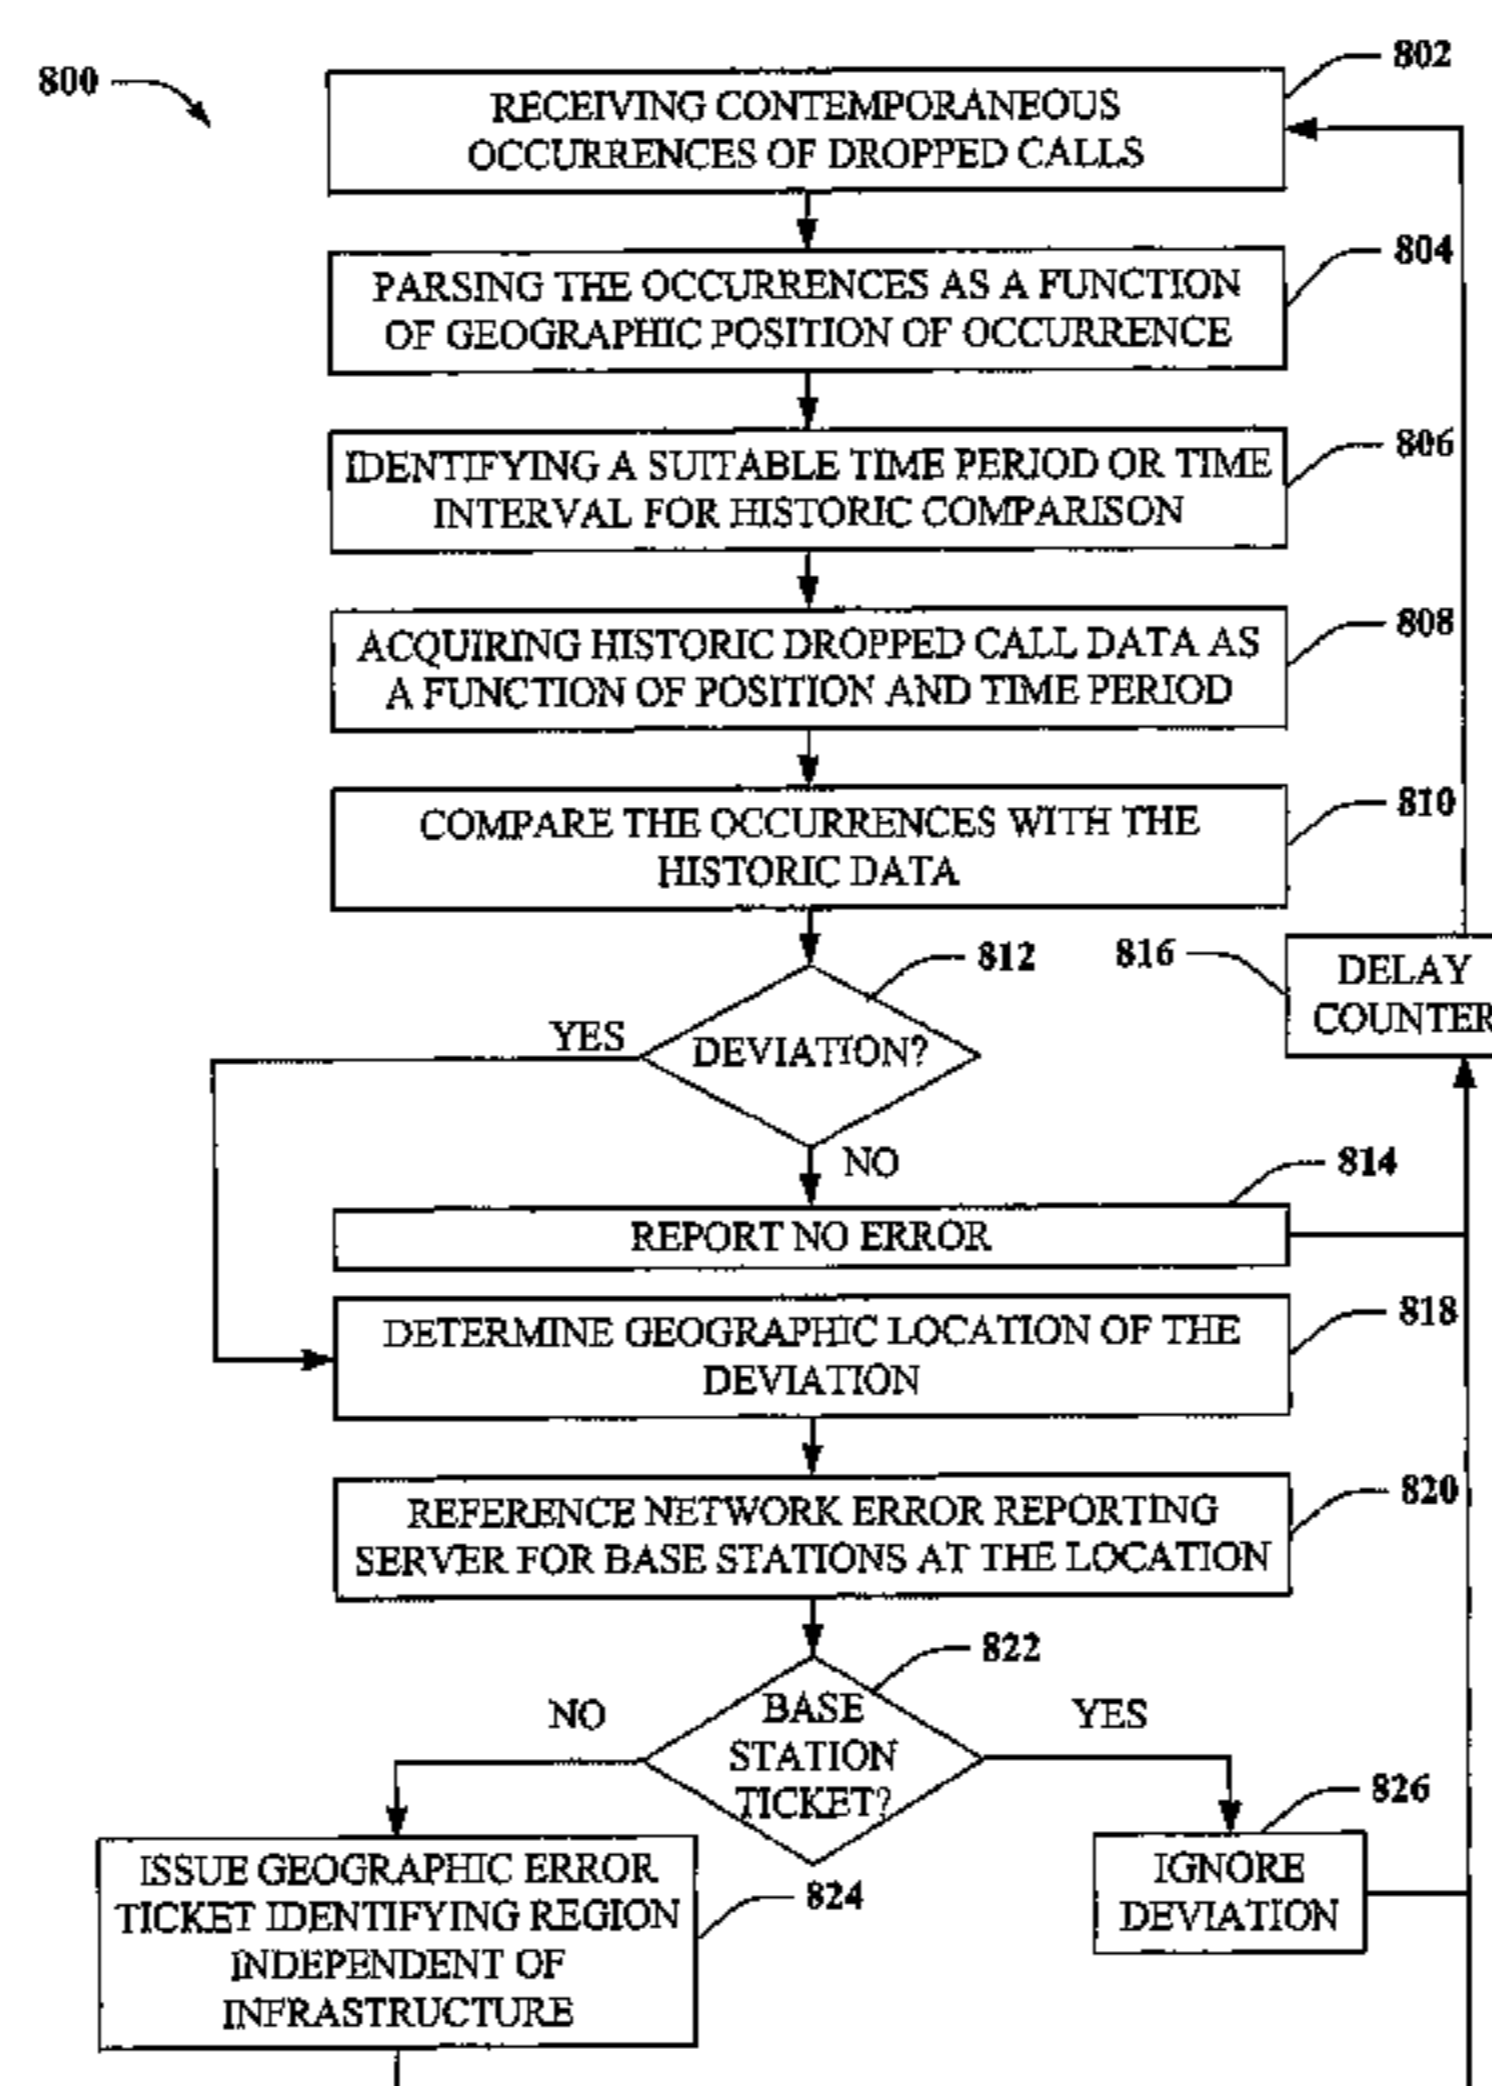 800
802
RECEIVING CONTEMPORANEOUS
OCCURRENCES OF DROPPED CALLS
804
PARSING THE OCCURRENCES AS A FUNCTION
OF GEOGRAPHIC POSITION OF OCCURRENCE
806
IDENTIFYING A SUITABLE TIME PERIOD OR TIME
INTERVAL FOR HISTORIC COMPARISON
808
ACQUIRING HISTORIC DROPPED CALL DATA AS
A FUNCTION OF POSITION AND TIME PERIOD
810
COMPARE THE OCCURRENCES WITH THE
HISTORIC DATA
812
816
DELAY
COUNTER
YES
DEVIATION?
NO
814
REPORT NO ERROR
818
DETERMINE GEOGRAPHIC LOCATION OF THE
DEVIATION
820
REFERENCE NETWORK ERROR REPORTING
SERVER FOR BASE STATIONS AT THE LOCATION
822
NO
BASE
STATION
TICKET?
YES
826
ISSUE GEOGRAPHIC ERROR
TICKET IDENTIFYING REGION
INDEPENDENT OF
INFRASTRUCTURE
824
IGNORE
DEVIATION